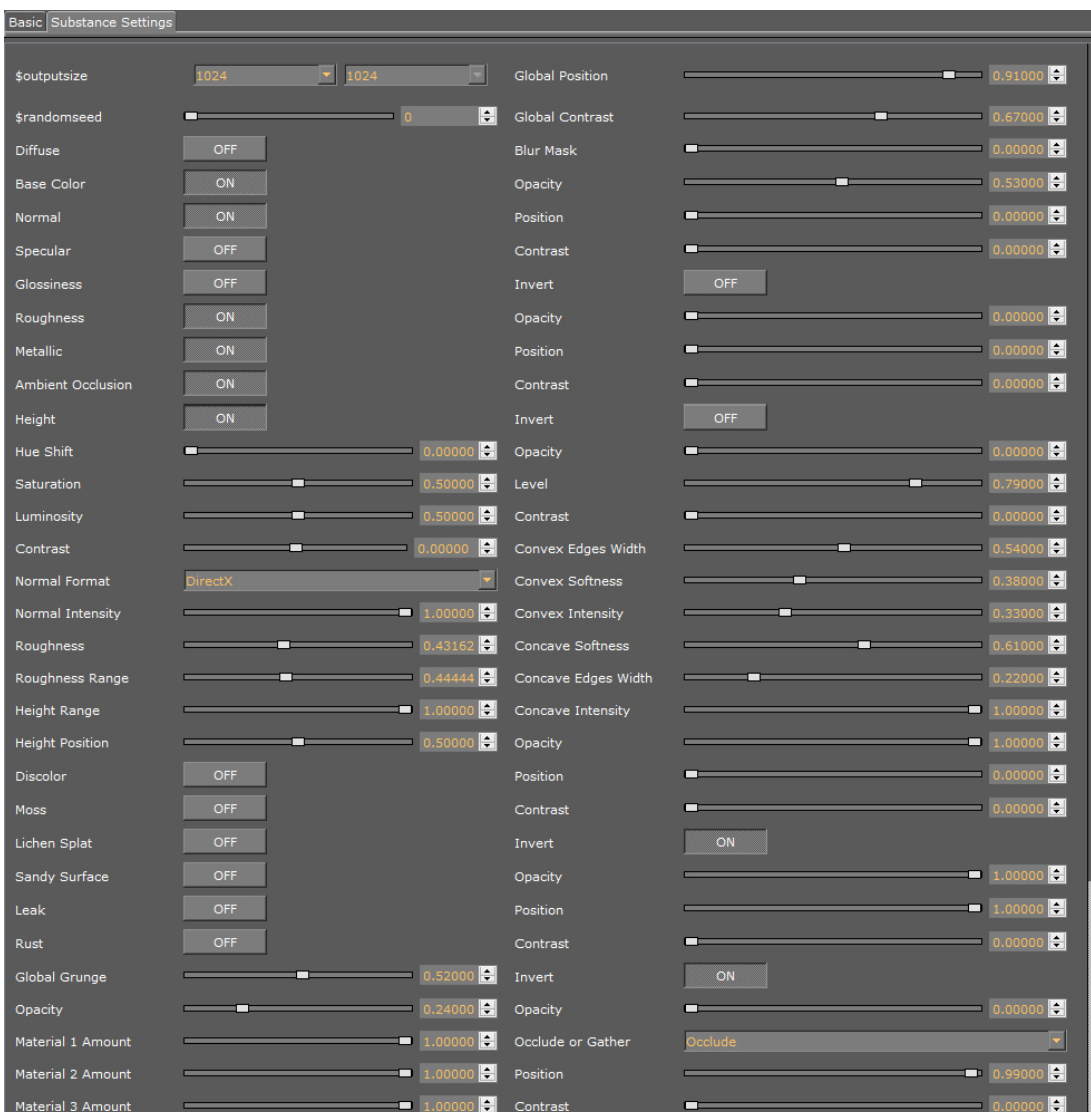 Basic Substance Settings
$outputsize 1024 1024
$randomseed 0
Diffuse OFF
Base Color ON
Normal ON
Specular OFF
Glossiness OFF
Roughness ON
Metallic ON
Ambient Occlusion ON
Height ON
Hue Shift 0.00000
Saturation 0.50000
Luminosity 0.50000
Contrast 0.00000
Normal Format DirectX
Normal Intensity 1.00000
Roughness 0.43162
Roughness Range 0.44444
Height Range 1.00000
Height Position 0.50000
Discolor OFF
Moss OFF
Lichen Splat OFF
Sandy Surface OFF
Leak OFF
Rust OFF
Global Grunge 0.52000
Opacity 0.24000
Material 1 Amount 1.00000
Material 2 Amount 1.00000
Material 3 Amount 1.00000
Global Position 0.91000
Global Contrast 0.67000
Blur Mask 0.00000
Opacity 0.53000
Position 0.00000
Contrast 0.00000
Invert OFF
Opacity 0.00000
Position 0.00000
Contrast 0.00000
Invert OFF
Opacity 0.00000
Level 0.79000
Contrast 0.00000
Convex Edges Width 0.54000
Convex Softness 0.38000
Convex Intensity 0.33000
Concave Softness 0.61000
Concave Edges Width 0.22000
Concave Intensity 1.00000
Opacity 1.00000
Position 0.00000
Contrast 0.00000
Invert ON
Opacity 1.00000
Position 1.00000
Contrast 0.00000
Invert ON
Opacity 0.00000
Occlude or Gather Occlude
Position 0.99000
Contrast 0.00000